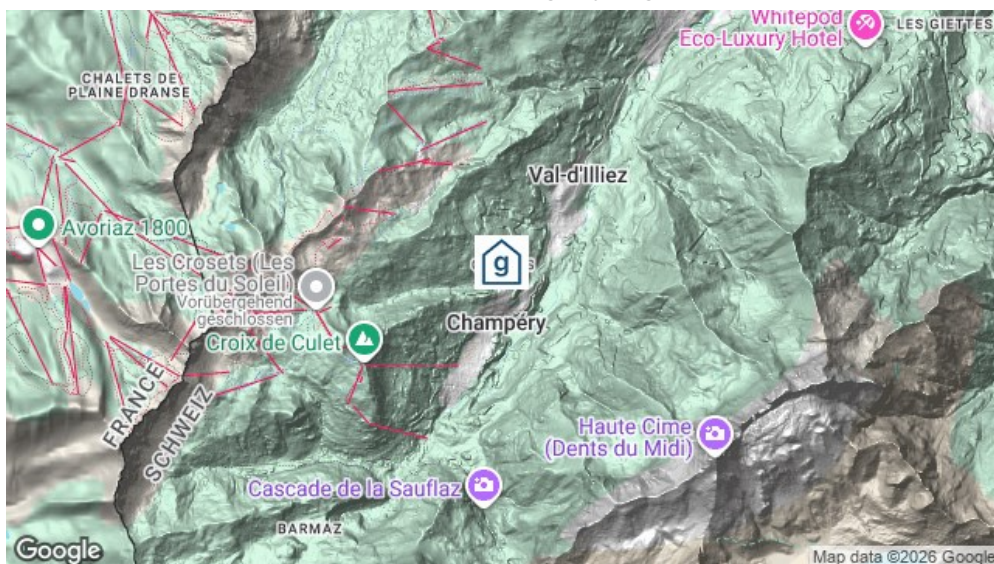 Whitepod
Eco-Luxury Hotel
LES GIETTES
CHALETS DE
PLAINE DRANSE
Val-d'Illiez
Avoriaz 1800
Les Crosets (Les
Portes du Soleil)
Vorübergehend
geschlossen
g
Champéry
Croix de Culet
FRANCE
SCHWEIZ
Haute Cime
(Dents du Midi)
Cascade de la Sauflaz
BARMAZ
Google
Map data ©2026 Google